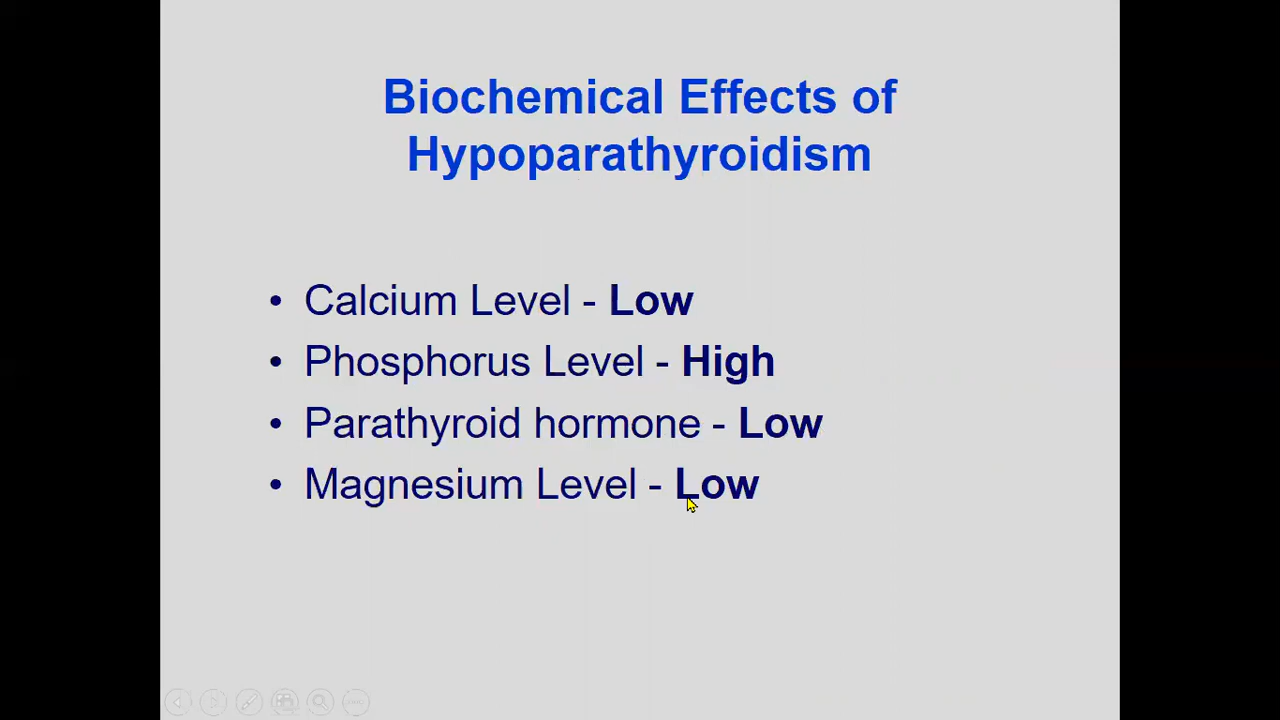 Biochemical Effects of
Hypoparathyroidism
• Calcium Level - Low
• Phosphorus Level - High
• Parathyroid hormone - Low
• Magnesium Level - Low